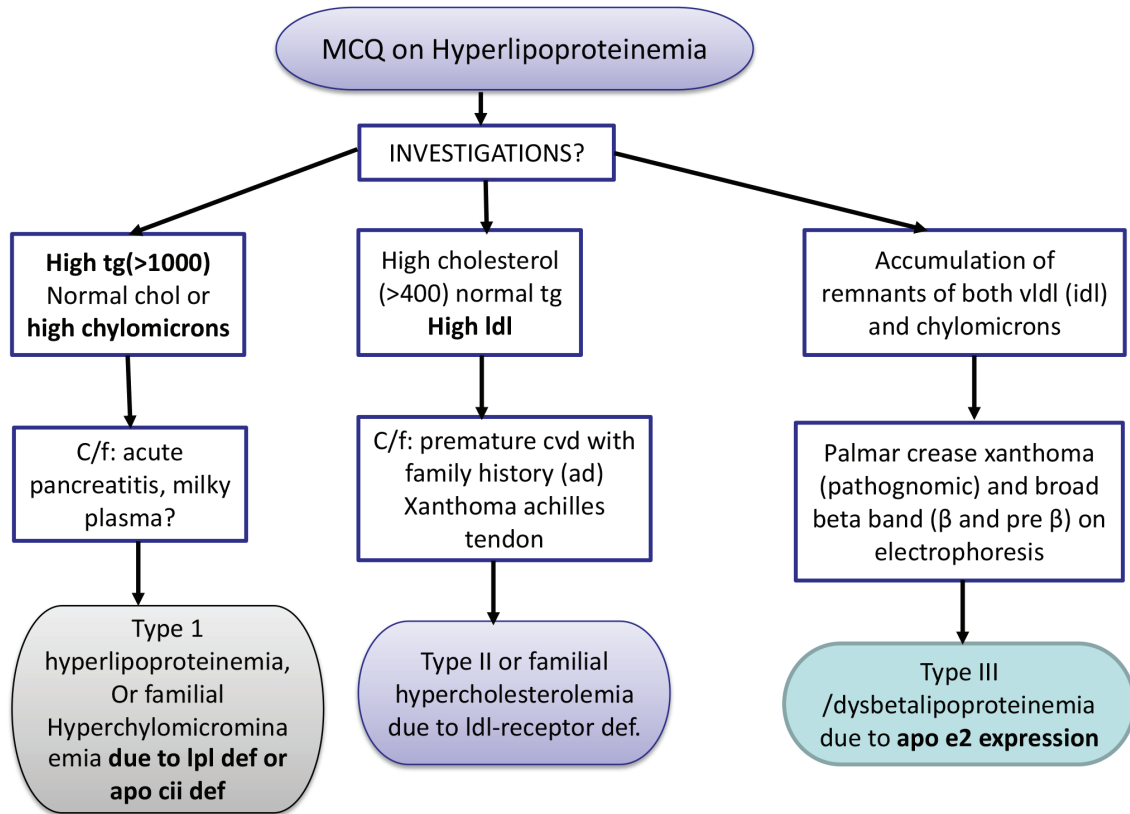 MCQ on Hyperlipoproteinemia
INVESTIGATIONS?
High tg(>1000)
Normal chol or
high chylomicrons
High cholesterol
(>400) normal tg
High ldl
Accumulation of
remnants of both vldl (idl)
and chylomicrons
C/f: acute
pancreatitis, milky
plasma?
C/f: premature cvd with
family history (ad)
Xanthoma achilles
tendon
Palmar crease xanthoma
(pathognomic) and broad
beta band (β and pre β) on
electrophoresis
Type 1
hyperlipoproteinemia,
Or familial
Hyperchylomicromina
emia due to lpl def or
apo cii def
Type II or familial
hypercholesterolemia
due to ldl-receptor def.
Type III
/dysbetalipoproteinemia
due to apo e2 expression